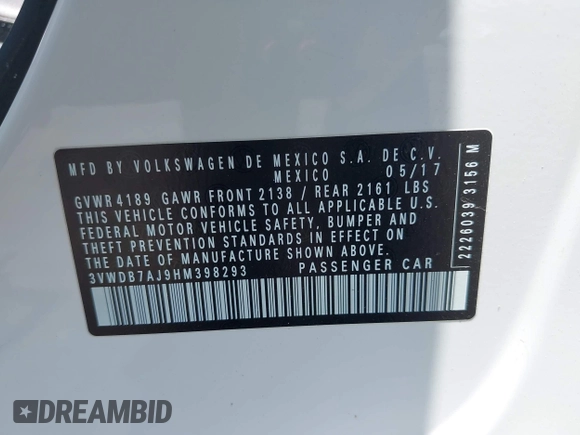 MFD BY VOLKSWAGEN DE MEXICO S.A. DE C.V.
MEXICO 05/17
GVWR 4189 GAWR FRONT 2138 / REAR 2161 LBS
THIS VEHICLE CONFORMS TO ALL APPLICABLE U.S.
FEDERAL MOTOR VEHICLE SAFETY, BUMPER AND
THEFT PREVENTION STANDARDS IN EFFECT ON
THE DATE OF MANUFACTURE SHOWN ABOVE.
3VWDB7AJ9HM398293 PASSENGER CAR
2226039 3156 M
DREAMBID